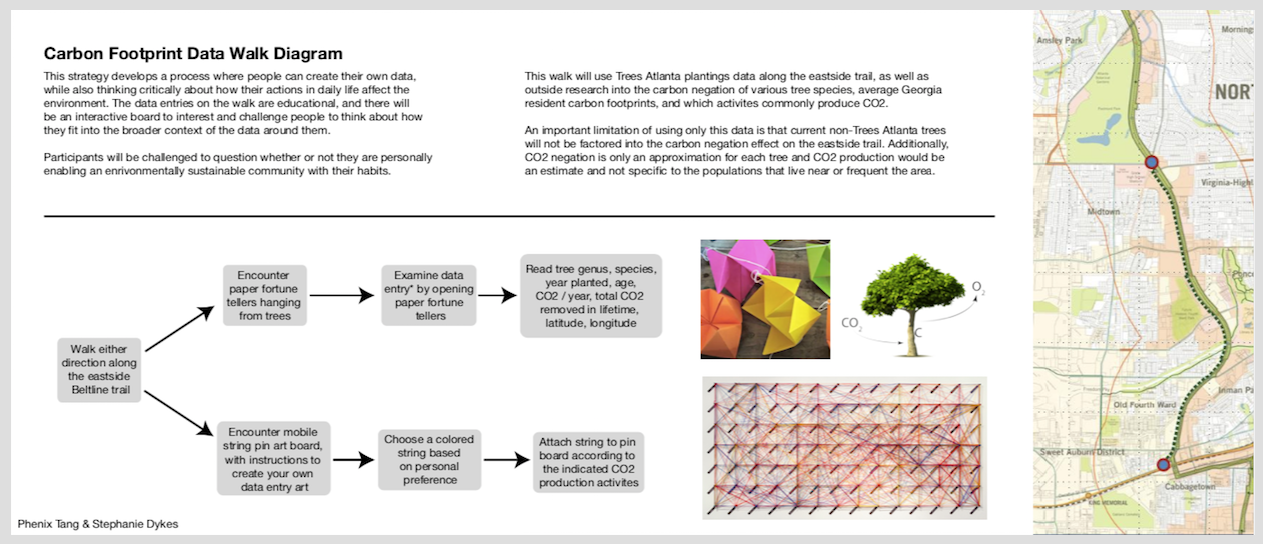 Carbon Footprint Data Walk Diagram
This strategy develops a process where people can create their own data,
while also thinking critically about how their actions in daily life affect the
environment. The data entries on the walk are educational, and there will
be an interactive board to interest and challenge people to think about how
they fit into the broader context of the data around them.
Participants will be challenged to question whether or not they are personally
enabling an enrivonmentally sustainable community with their habits.
This walk will use Trees Atlanta plantings data along the eastside trail, as well as
outside research into the carbon negation of various tree species, average Georgia
resident carbon footprints, and which activites commonly produce CO2.
An important limitation of using only this data is that current non-Trees Atlanta trees
will not be factored into the carbon negation effect on the eastside trail. Additionally,
CO2 negation is only an approximation for each tree and CO2 production would be
an estimate and not specific to the populations that live near or frequent the area.
Walk either
direction along
the eastside
Beltline trail
Encounter
paper fortune
tellers hanging
from trees
Examine data
entry* by opening
paper fortune
tellers
Read tree genus, species,
year planted, age,
CO2 / year, total CO2
removed in lifetime,
latitude, longitude
Encounter mobile
string pin art board,
with instructions to
create your own
data entry art
Choose a colored
string based
on personal
preference
Attach string to pin
board according to
the indicated CO2
production activites
CO2
C
O2
Phenix Tang & Stephanie Dykes
Ansley Park
Morning
NOR
Virginia-Highl
Midtown
Ponce
Inman Pa
Old Fourth Ward
Sweet Auburn District
Cabbagetown
KING MEMORIAL